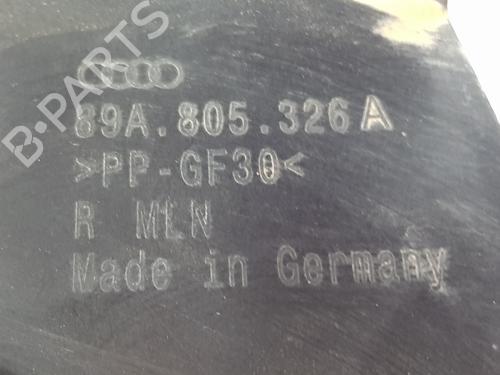 B-PARTS
89A.805.326 A
>PP-GF30<
R MLN
Made in Germany